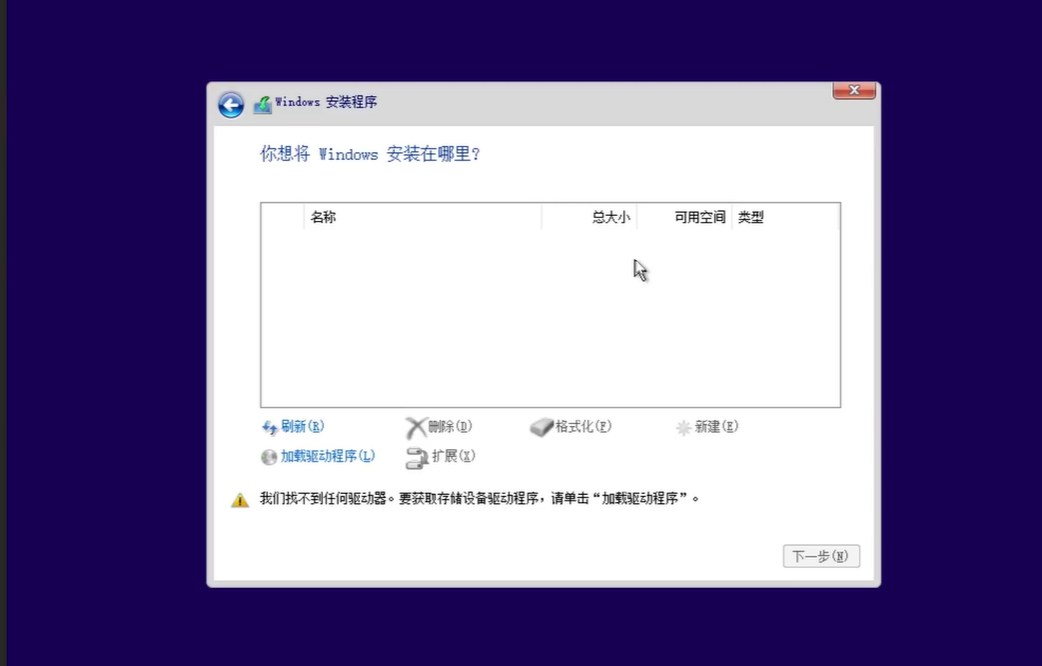 Windows 安装程序
你想将 Windows 安装在哪里?
名称 总大小 可用空间 类型
刷新(R) 删除(D) 格式化(F) 新建(E)
加载驱动程序(L) 扩展(X)
我们找不到任何驱动器。要获取存储设备驱动程序，请单击“加载驱动程序”。
下一步(N)